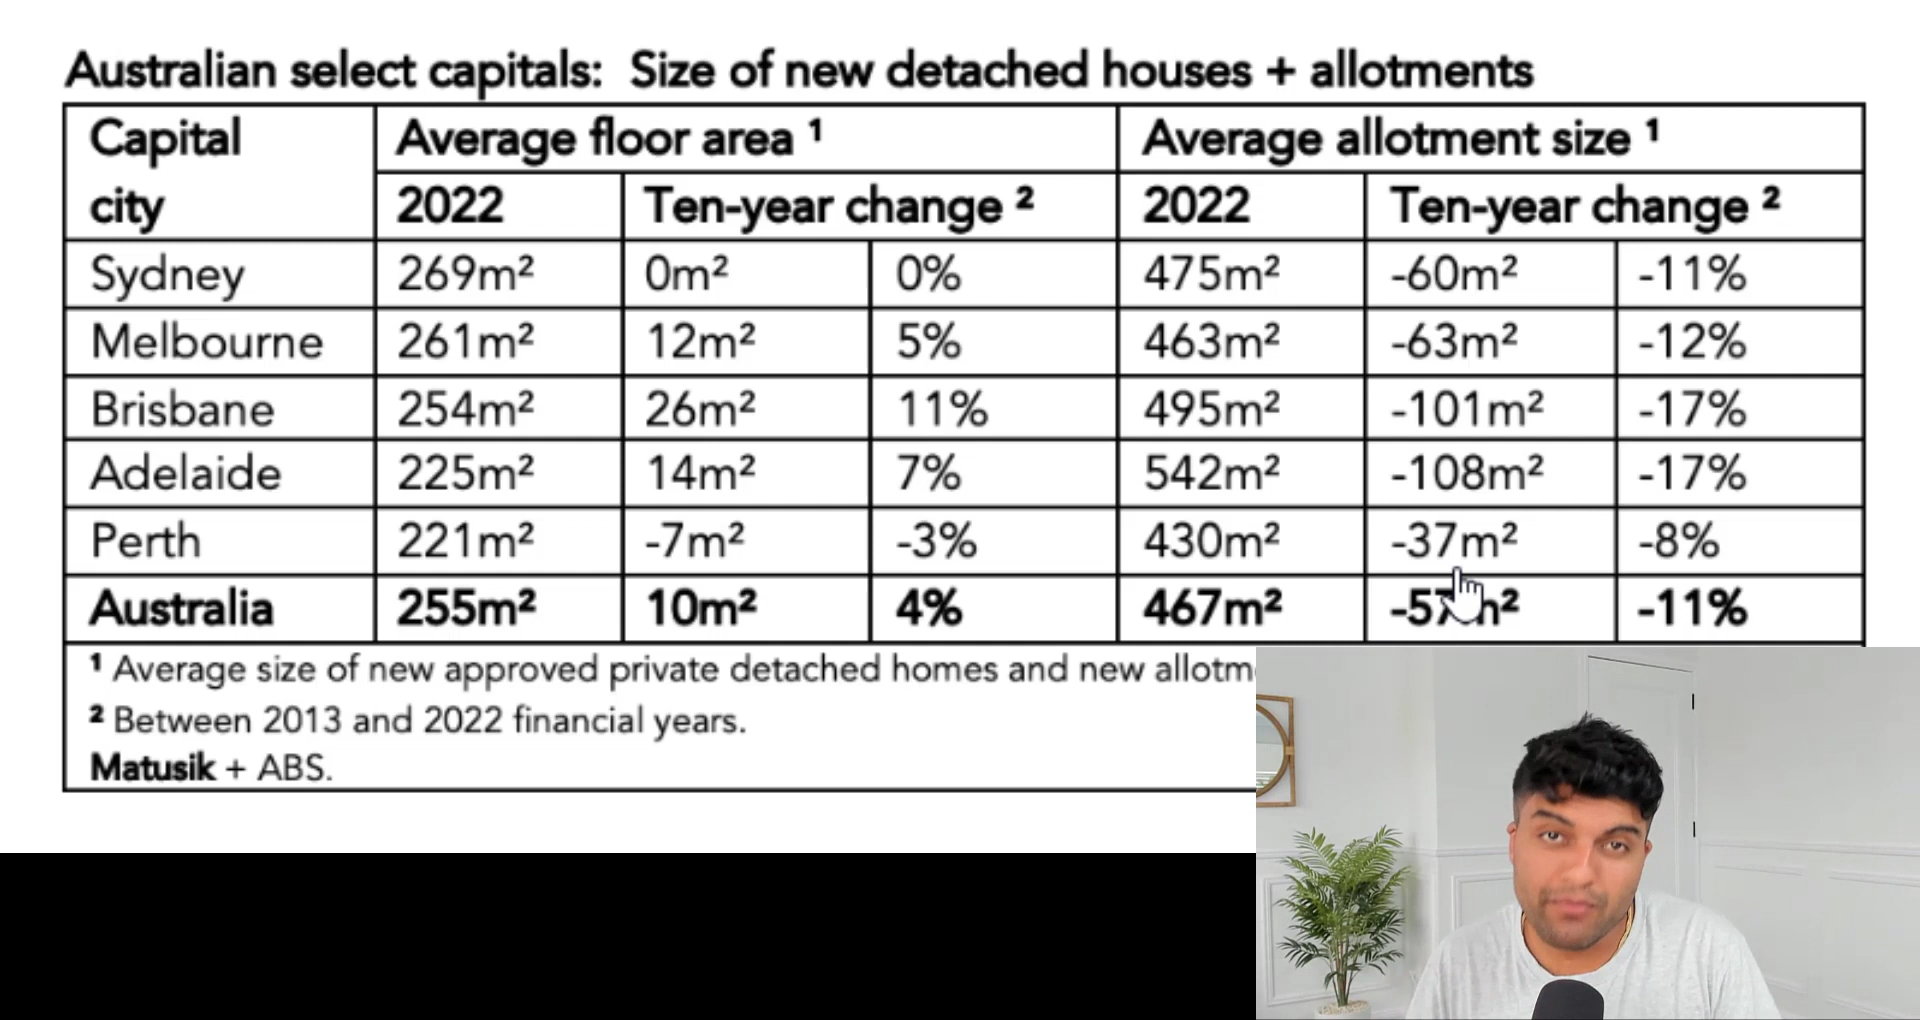 Australian select capitals: Size of new detached houses + allotments
Capital city Average floor area ¹ Average allotment size ¹
2022 Ten-year change ² 2022 Ten-year change ²
Sydney 269m² 0m² 0% 475m² -60m² -11%
Melbourne 261m² 12m² 5% 463m² -63m² -12%
Brisbane 254m² 26m² 11% 495m² -101m² -17%
Adelaide 225m² 14m² 7% 542m² -108m² -17%
Perth 221m² -7m² -3% 430m² -37m² -8%
Australia 255m² 10m² 4% 467m² -57m² -11%
¹ Average size of new approved private detached homes and new
² Between 2013 and 2022 financial years.
Matusik + ABS.